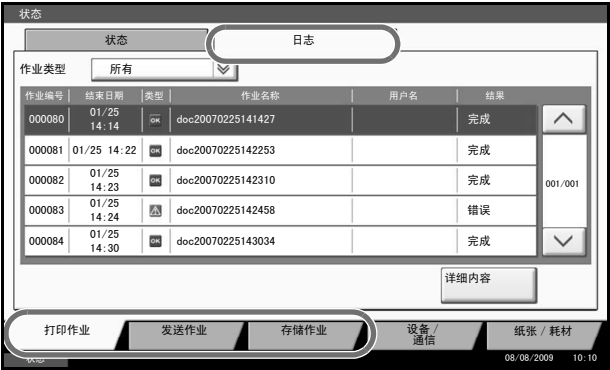 状态
状态 日志
作业类型 所有
作业编号 结束日期 类型 作业名称 用户名 结果
000080 01/25 14:14 OK doc20070225141427 完成
000081 01/25 14:22 OK doc20070225142253 完成
000082 01/25 14:23 OK doc20070225142310 完成
001/001
000083 01/25 14:24 doc20070225142458 错误
000084 01/25 14:30 OK doc20070225143034 完成
详细内容
打印作业 发送作业 存储作业 设备 / 通信 纸张 / 耗材
状态 08/08/2009 10:10